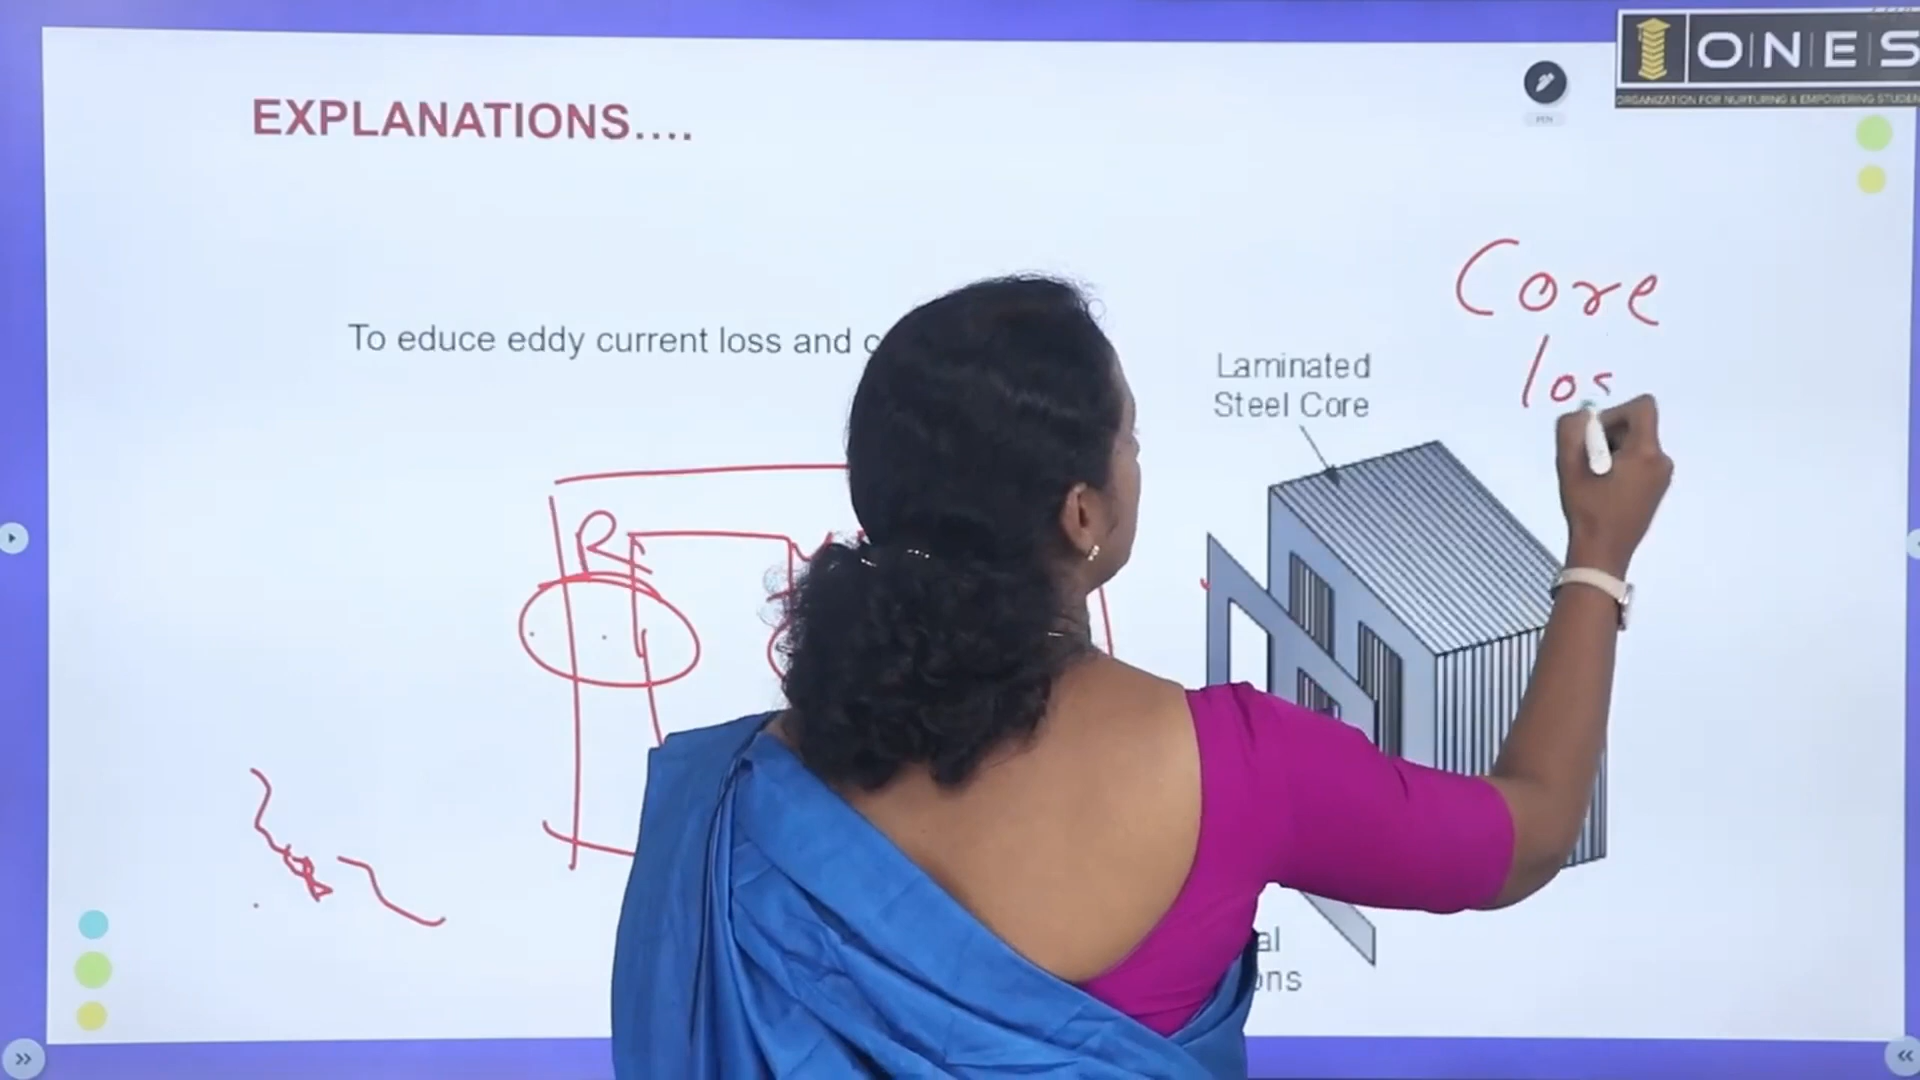 ONES
ORGANIZATION FOR NURTURING & EMPOWERING STUDEN
PEN
EXPLANATIONS....
Core
los
To educe eddy current loss and c
Laminated
Steel Core
R
al
ons